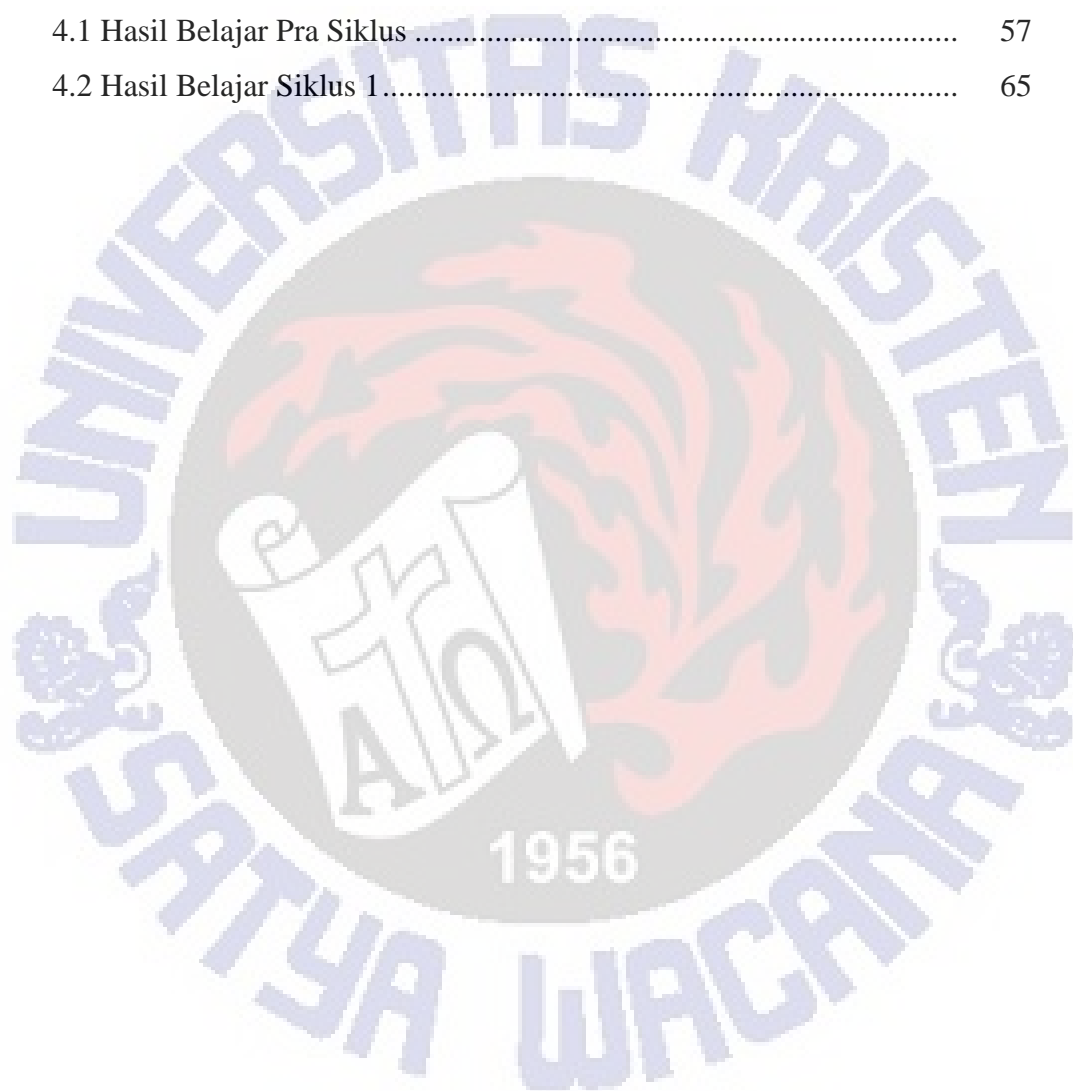 4.1 Hasil Belajar Pra Siklus .................................................................... 57
4.2 Hasil Belajar Siklus 1........................................................................ 65
UNIVERSITAS KRISTEN
SATYA WACANA
Α Ω
1956